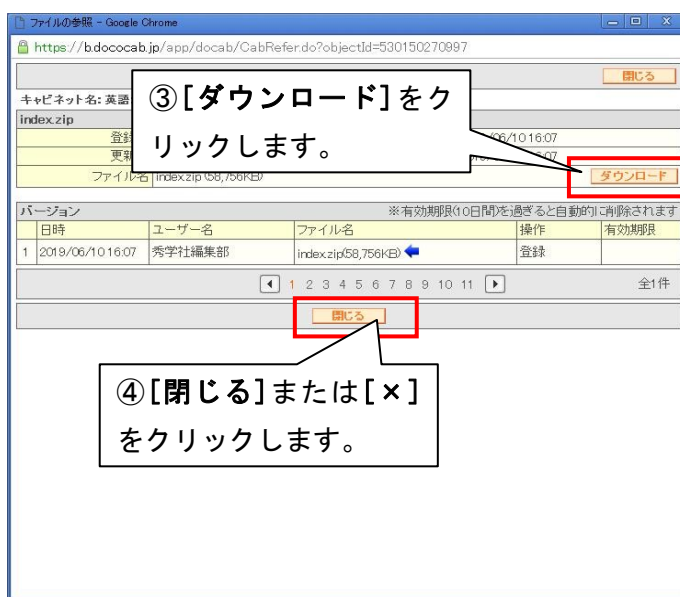 ファイルの参照 - Google Chrome
https://b.dococab.jp/app/docab/CabRefer.do?objectId=530150270997
閉じる
キャビネット名: 英語
③[ダウンロード]をク
リックします。
index.zip
登録
/06/10 16:07
更新
ファイル名 index.zip (58,756KB)
ダウンロード
バージョン ※有効期限(10日間)を過ぎると自動的に削除されます
日時 ユーザー名 ファイル名 操作 有効期限
1 2019/06/10 16:07 秀学社編集部 index.zip(58,756KB) 登録
1 2 3 4 5 6 7 8 9 10 11 全1件
閉じる
④[閉じる]または[×]
をクリックします。